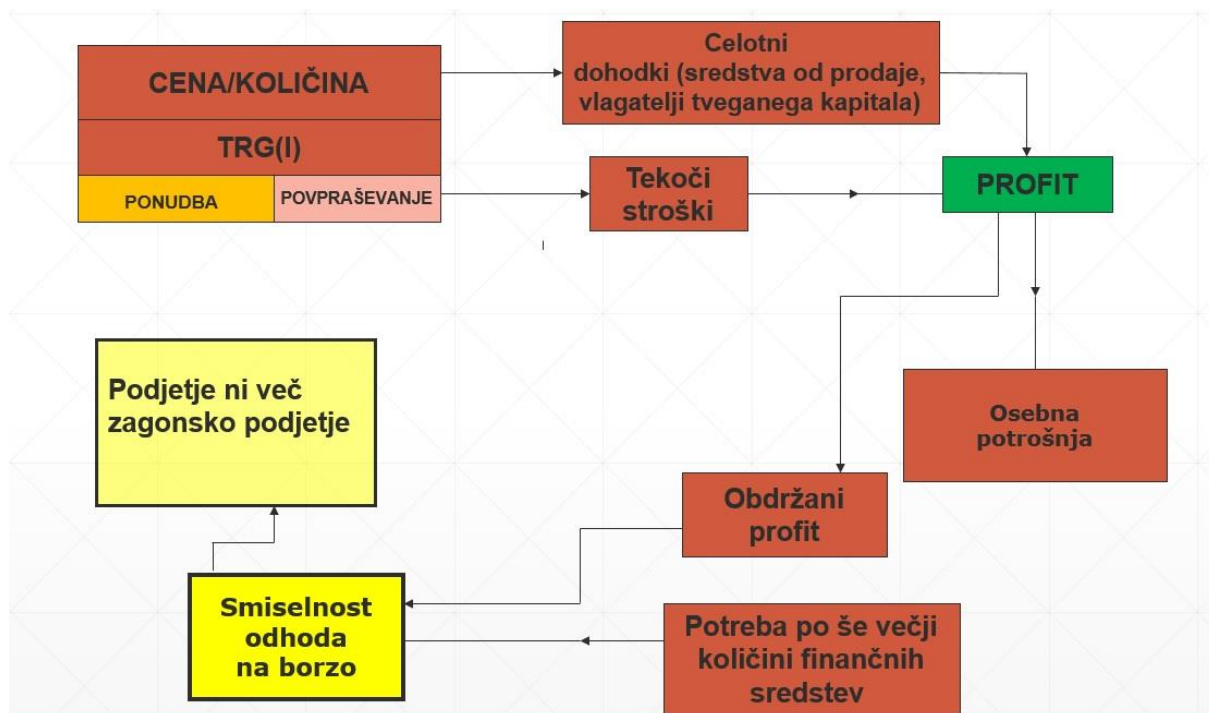 CENA/KOLIČINA
TRG(I)
PONUDBA
POVPRAŠEVANJE
Celotni
dohodki (sredstva od prodaje,
vlagatelji tveganega kapitala)
Tekoči
stroški
PROFIT
Osebna
potrošnja
Obdržani
profit
Podjetje ni več
zagonsko podjetje
Smiselnost
odhoda
na borzo
Potreba po še večji
količini finančnih
sredstev